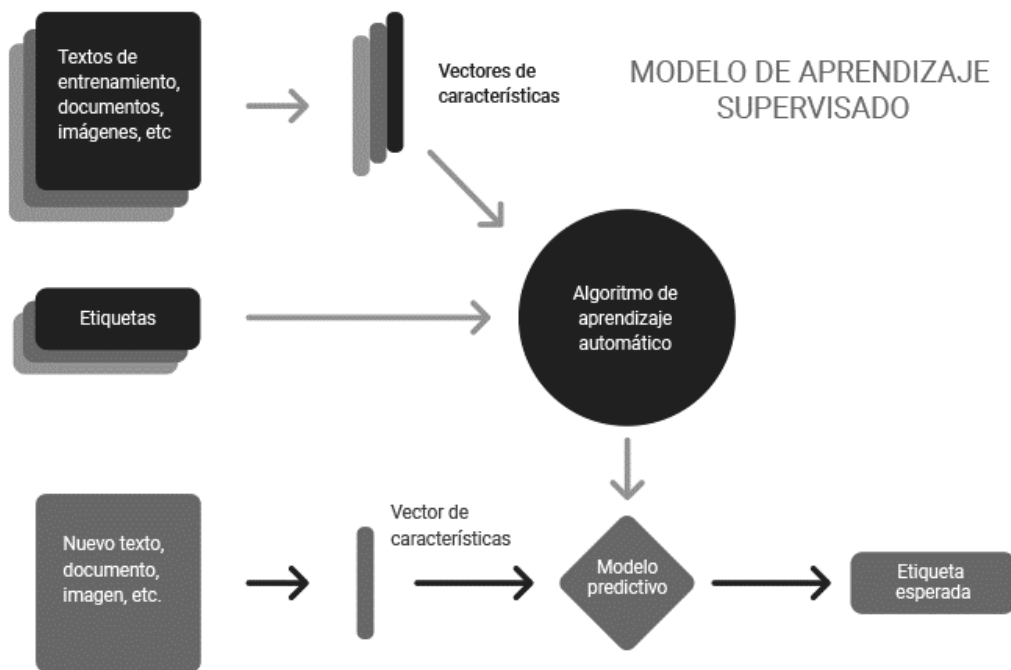 Textos de
entrenamiento,
documentos,
imágenes, etc
Vectores de
características
MODELO DE APRENDIZAJE
SUPERVISADO
Etiquetas
Algoritmo de
aprendizaje
automático
Nuevo texto,
documento,
imagen, etc.
Vector de
características
Modelo
predictivo
Etiqueta
esperada